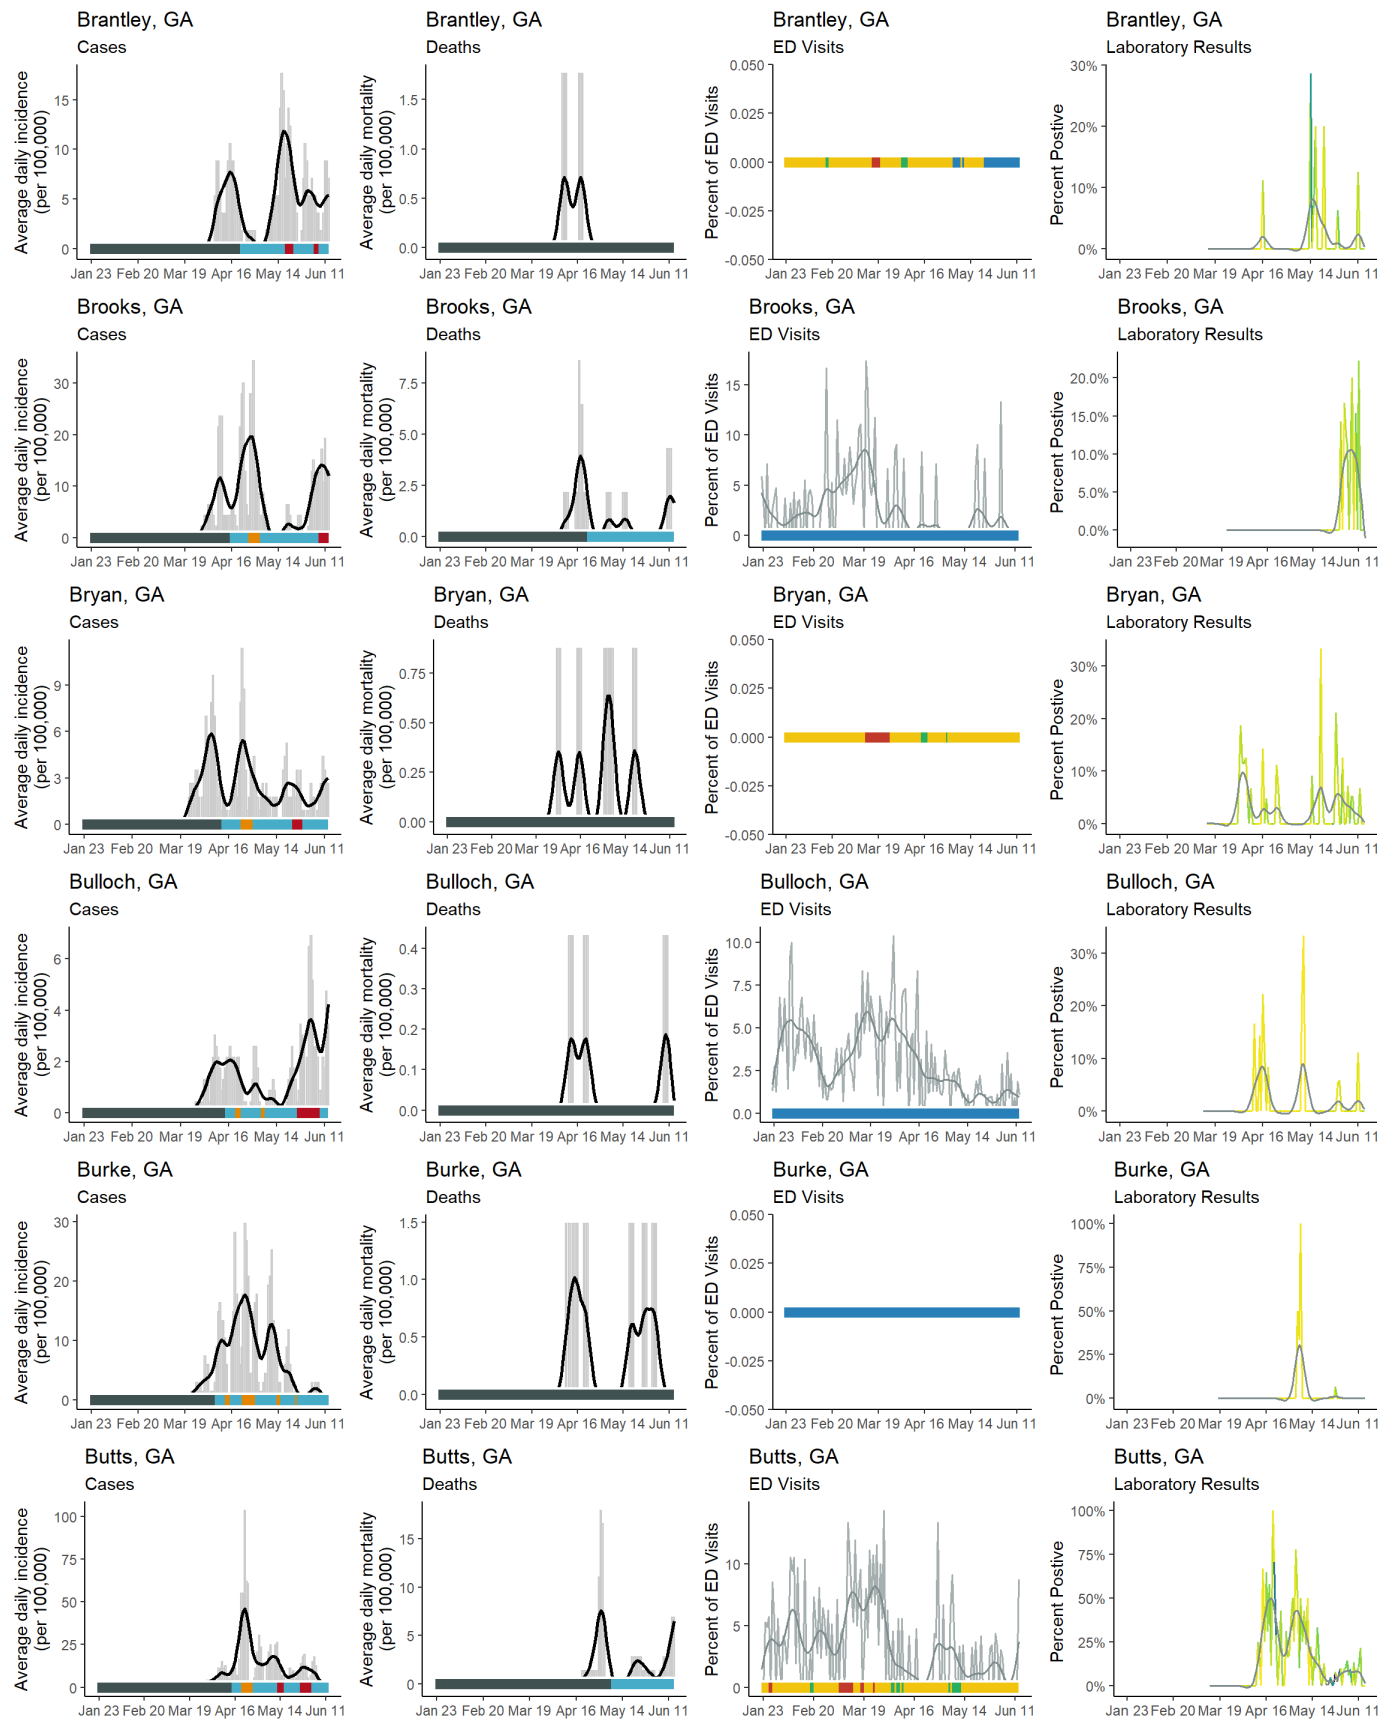 Brantley, GA
Cases
Average daily incidence
(per 100,000)
15
10
5
0
Jan 23 Feb 20 Mar 19 Apr 16 May 14 Jun 11
Brantley, GA
Deaths
Average daily mortality
(per 100,000)
1.5
1.0
0.5
0.0
Jan 23 Feb 20 Mar 19 Apr 16 May 14 Jun 11
Brantley, GA
ED Visits
Percent of ED Visits
0.050
0.025
0.000
-0.025
-0.050
Jan 23 Feb 20 Mar 19 Apr 16 May 14 Jun 11
Brantley, GA
Laboratory Results
Percent Postive
30%
20%
10%
0%
Jan 23 Feb 20 Mar 19 Apr 16 May 14 Jun 11
Brooks, GA
Cases
Average daily incidence
(per 100,000)
30
20
10
0
Jan 23 Feb 20 Mar 19 Apr 16 May 14 Jun 11
Brooks, GA
Deaths
Average daily mortality
(per 100,000)
7.5
5.0
2.5
0.0
Jan 23 Feb 20 Mar 19 Apr 16 May 14 Jun 11
Brooks, GA
ED Visits
Percent of ED Visits
15
10
5
0
Jan 23 Feb 20 Mar 19 Apr 16 May 14 Jun 11
Brooks, GA
Laboratory Results
Percent Postive
20.0%
15.0%
10.0%
5.0%
0.0%
Jan 23 Feb 20 Mar 19 Apr 16 May 14 Jun 11
Bryan, GA
Cases
Average daily incidence
(per 100,000)
9
6
3
0
Jan 23 Feb 20 Mar 19 Apr 16 May 14 Jun 11
Bryan, GA
Deaths
Average daily mortality
(per 100,000)
0.75
0.50
0.25
0.00
Jan 23 Feb 20 Mar 19 Apr 16 May 14 Jun 11
Bryan, GA
ED Visits
Percent of ED Visits
0.050
0.025
0.000
-0.025
-0.050
Jan 23 Feb 20 Mar 19 Apr 16 May 14 Jun 11
Bryan, GA
Laboratory Results
Percent Postive
30%
20%
10%
0%
Jan 23 Feb 20 Mar 19 Apr 16 May 14 Jun 11
Bulloch, GA
Cases
Average daily incidence
(per 100,000)
6
4
2
0
Jan 23 Feb 20 Mar 19 Apr 16 May 14 Jun 11
Bulloch, GA
Deaths
Average daily mortality
(per 100,000)
0.4
0.3
0.2
0.1
0.0
Jan 23 Feb 20 Mar 19 Apr 16 May 14 Jun 11
Bulloch, GA
ED Visits
Percent of ED Visits
10.0
7.5
5.0
2.5
0.0
Jan 23 Feb 20 Mar 19 Apr 16 May 14 Jun 11
Bulloch, GA
Laboratory Results
Percent Postive
30%
20%
10%
0%
Jan 23 Feb 20 Mar 19 Apr 16 May 14 Jun 11
Burke, GA
Cases
Average daily incidence
(per 100,000)
30
20
10
0
Jan 23 Feb 20 Mar 19 Apr 16 May 14 Jun 11
Burke, GA
Deaths
Average daily mortality
(per 100,000)
1.5
1.0
0.5
0.0
Jan 23 Feb 20 Mar 19 Apr 16 May 14 Jun 11
Burke, GA
ED Visits
Percent of ED Visits
0.050
0.025
0.000
-0.025
-0.050
Jan 23 Feb 20 Mar 19 Apr 16 May 14 Jun 11
Burke, GA
Laboratory Results
Percent Postive
100%
75%
50%
25%
0%
Jan 23 Feb 20 Mar 19 Apr 16 May 14 Jun 11
Butts, GA
Cases
Average daily incidence
(per 100,000)
100
75
50
25
0
Jan 23 Feb 20 Mar 19 Apr 16 May 14 Jun 11
Butts, GA
Deaths
Average daily mortality
(per 100,000)
15
10
5
0
Jan 23 Feb 20 Mar 19 Apr 16 May 14 Jun 11
Butts, GA
ED Visits
Percent of ED Visits
10
5
0
Jan 23 Feb 20 Mar 19 Apr 16 May 14 Jun 11
Butts, GA
Laboratory Results
Percent Postive
100%
75%
50%
25%
0%
Jan 23 Feb 20 Mar 19 Apr 16 May 14 Jun 11